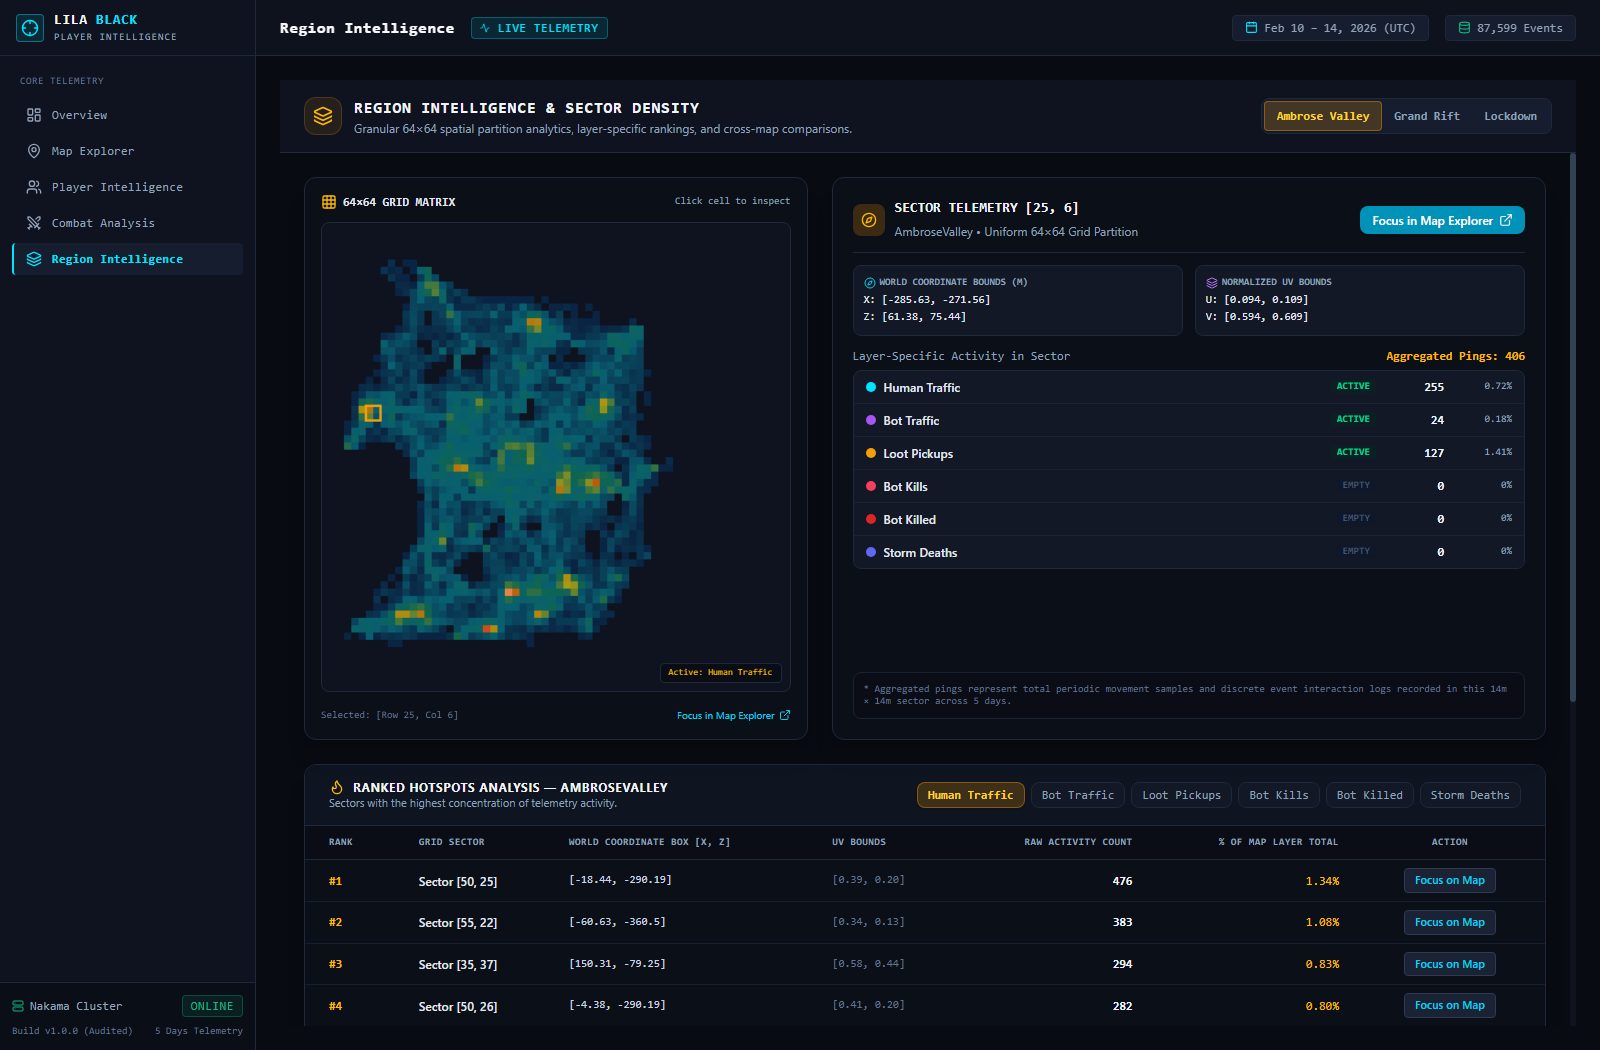 LILA BLACK
PLAYER INTELLIGENCE
CORE TELEMETRY
Overview
Map Explorer
Player Intelligence
Combat Analysis
Region Intelligence
Nakama Cluster
ONLINE
Build v1.0.0 (Audited)
5 Days Telemetry
Region Intelligence
LIVE TELEMETRY
Feb 10 – 14, 2026 (UTC)
87,599 Events
REGION INTELLIGENCE & SECTOR DENSITY
Granular 64×64 spatial partition analytics, layer-specific rankings, and cross-map comparisons.
Ambrose Valley
Grand Rift
Lockdown
64×64 GRID MATRIX
Click cell to inspect
Active: Human Traffic
Selected: [Row 25, Col 6]
Focus in Map Explorer
SECTOR TELEMETRY [25, 6]
AmbroseValley • Uniform 64×64 Grid Partition
Focus in Map Explorer
WORLD COORDINATE BOUNDS (M)
X: [-285.63, -271.56]
Z: [61.38, 75.44]
NORMALIZED UV BOUNDS
U: [0.094, 0.109]
V: [0.594, 0.609]
Layer-Specific Activity in Sector
Aggregated Pings: 406
Human Traffic ACTIVE 255 0.72%
Bot Traffic ACTIVE 24 0.18%
Loot Pickups ACTIVE 127 1.41%
Bot Kills EMPTY 0 0%
Bot Killed EMPTY 0 0%
Storm Deaths EMPTY 0 0%
* Aggregated pings represent total periodic movement samples and discrete event interaction logs recorded in this 14m
× 14m sector across 5 days.
RANKED HOTSPOTS ANALYSIS — AMBROSEVALLEY
Sectors with the highest concentration of telemetry activity.
Human Traffic
Bot Traffic
Loot Pickups
Bot Kills
Bot Killed
Storm Deaths
RANK GRID SECTOR WORLD COORDINATE BOX [X, Z] UV BOUNDS RAW ACTIVITY COUNT % OF MAP LAYER TOTAL ACTION
#1 Sector [50, 25] [-18.44, -290.19] [0.39, 0.20] 476 1.34% Focus on Map
#2 Sector [55, 22] [-60.63, -360.5] [0.34, 0.13] 383 1.08% Focus on Map
#3 Sector [35, 37] [150.31, -79.25] [0.58, 0.44] 294 0.83% Focus on Map
#4 Sector [50, 26] [-4.38, -290.19] [0.41, 0.20] 282 0.80% Focus on Map